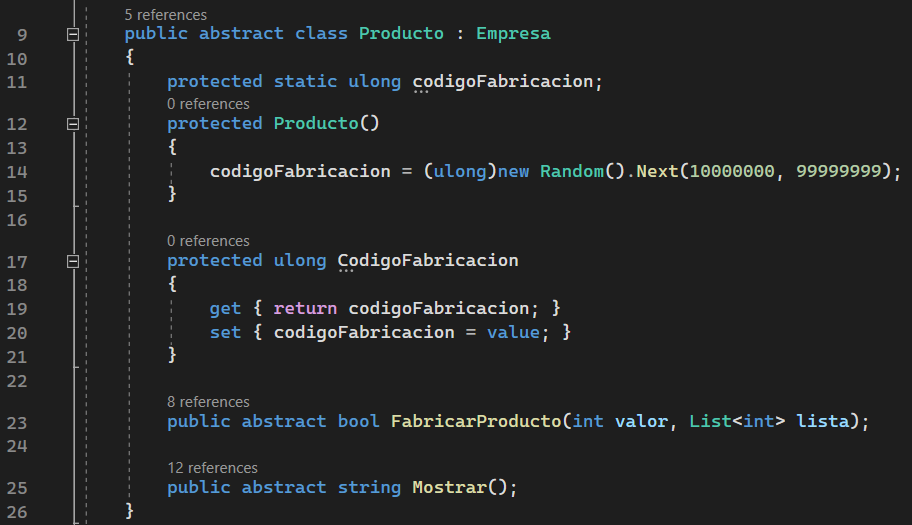 5 references
9 public abstract class Producto : Empresa
10 {
11 protected static ulong codigoFabricacion;
0 references
12 protected Producto()
13 {
14 codigoFabricacion = (ulong)new Random().Next(10000000, 99999999);
15 }
16
0 references
17 protected ulong CodigoFabricacion
18 {
19 get { return codigoFabricacion; }
20 set { codigoFabricacion = value; }
21 }
22
8 references
23 public abstract bool FabricarProducto(int valor, List<int> lista);
24
12 references
25 public abstract string Mostrar();
26 }